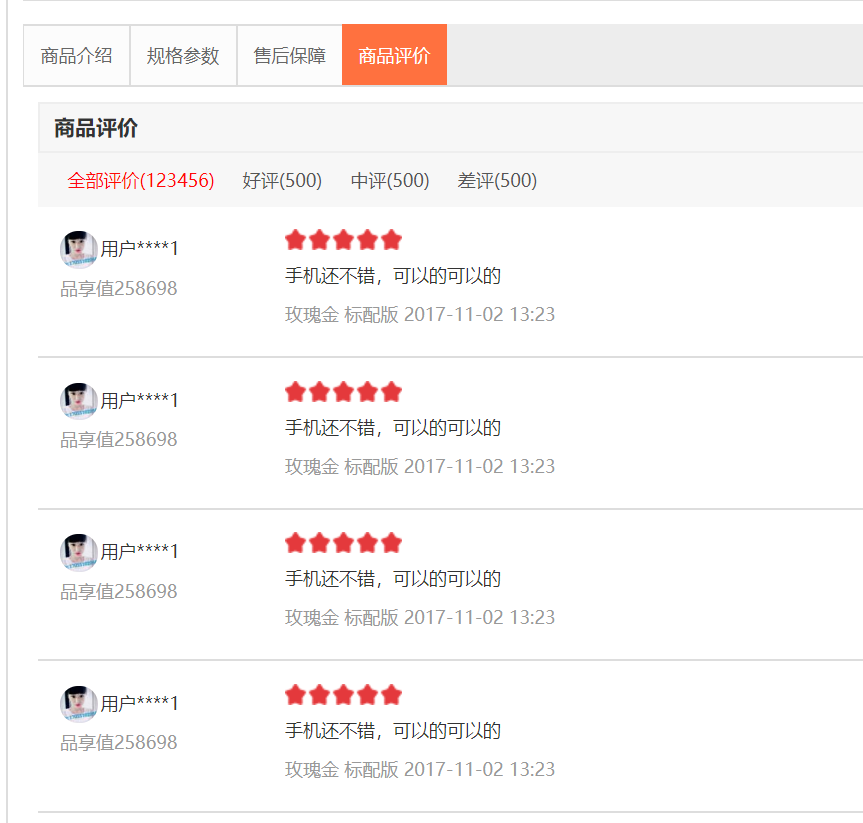 商品介绍 规格参数 售后保障 商品评价
商品评价
全部评价(123456) 好评(500) 中评(500) 差评(500)
用户****1
品享值258698
手机还不错，可以的可以的
玫瑰金 标配版 2017-11-02 13:23
用户****1
品享值258698
手机还不错，可以的可以的
玫瑰金 标配版 2017-11-02 13:23
用户****1
品享值258698
手机还不错，可以的可以的
玫瑰金 标配版 2017-11-02 13:23
用户****1
品享值258698
手机还不错，可以的可以的
玫瑰金 标配版 2017-11-02 13:23